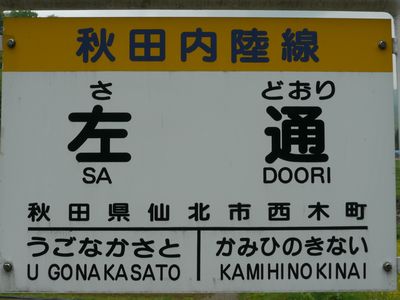 秋田内陸線
さ どおり
左 通
SA DOORI
秋田県仙北市西木町
うごなかさと かみひのきない
U GONAKASATO KAMIHINOKINAI